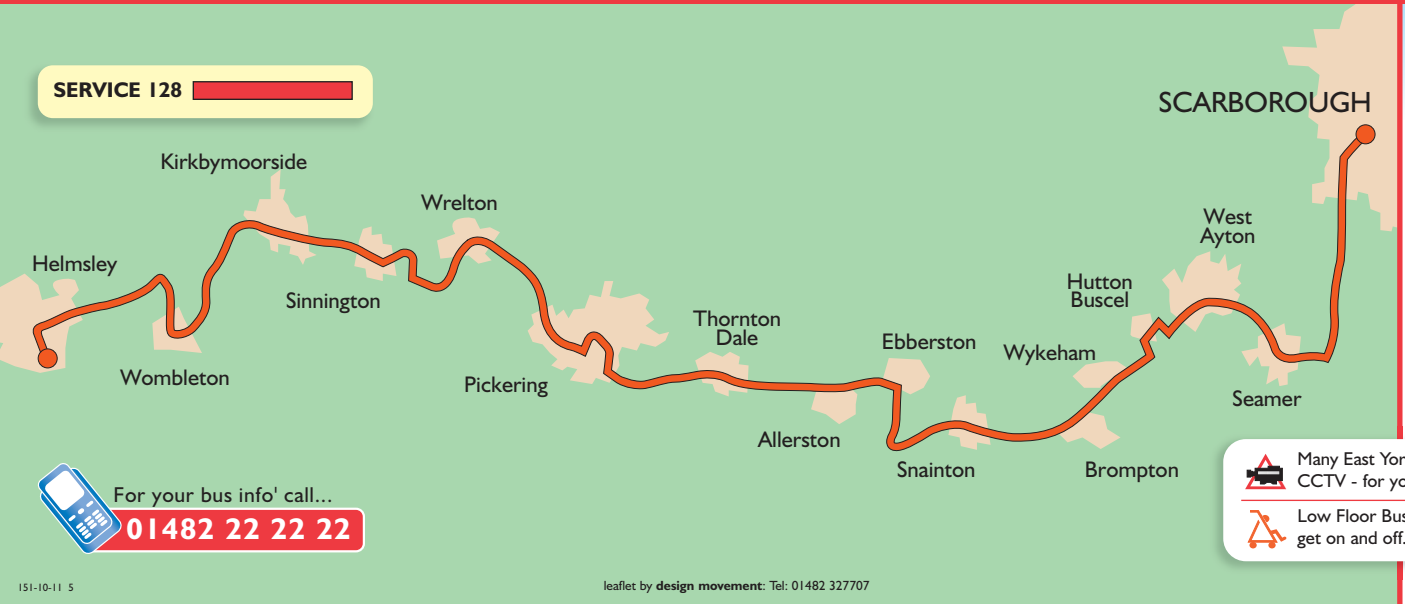 SERVICE 128
SCARBOROUGH
Kirkbymoorside
Wrelton
West
Ayton
Helmsley
Hutton
Buscel
Sinnington
Thornton
Dale
Ebberston
Wykeham
Wombleton
Pickering
Seamer
Allerston
Snainton
Brompton
Many East Yor
CCTV - for yo
Low Floor Bus
get on and off.
For your bus info' call...
01482 22 22 22
151-10-11 5
leaflet by design movement: Tel: 01482 327707